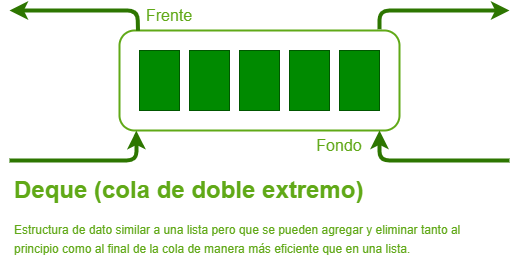 Frente
Fondo
Deque (cola de doble extremo)
Estructura de dato similar a una lista pero que se pueden agregar y eliminar tanto al
principio como al final de la cola de manera más eficiente que en una lista.